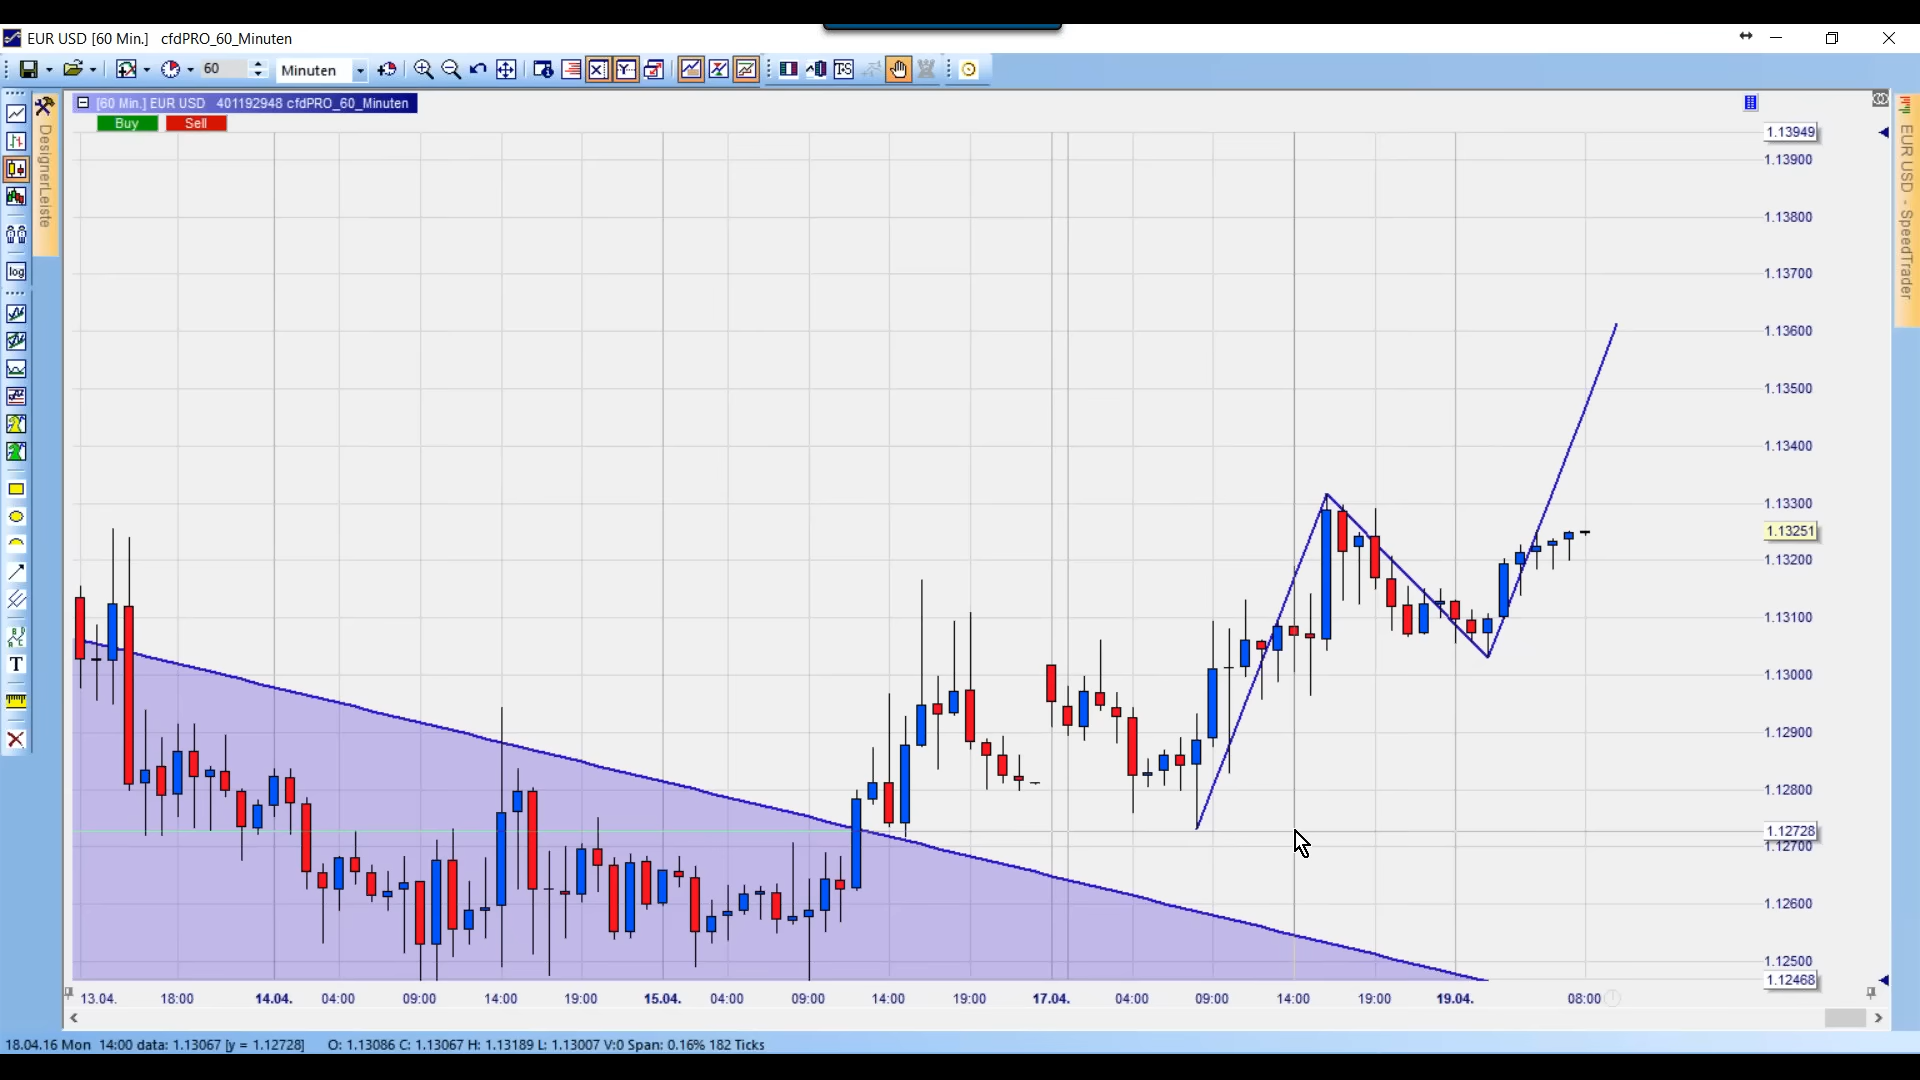 EUR USD [60 Min.]   cfdPRO_60_Minuten
60 Minuten
[60 Min.] EUR USD   401192948 cfdPRO_60_Minuten
Buy Sell
DesignerLeiste
EUR USD - SpeedTrader
log
T
1.13949
1.13900
1.13800
1.13700
1.13600
1.13500
1.13400
1.13300
1.13251
1.13200
1.13100
1.13000
1.12900
1.12800
1.12728
1.12700
1.12600
1.12500
1.12468
13.04. 18:00 14.04. 04:00 09:00 14:00 19:00 15.04. 04:00 09:00 14:00 19:00 17.04. 04:00 09:00 14:00 19:00 19.04. 08:00
18.04.16 Mon  14:00 data: 1.13067 [y = 1.12728]    O: 1.13086 C: 1.13067 H: 1.13189 L: 1.13007 V:0 Span: 0.16% 182 Ticks